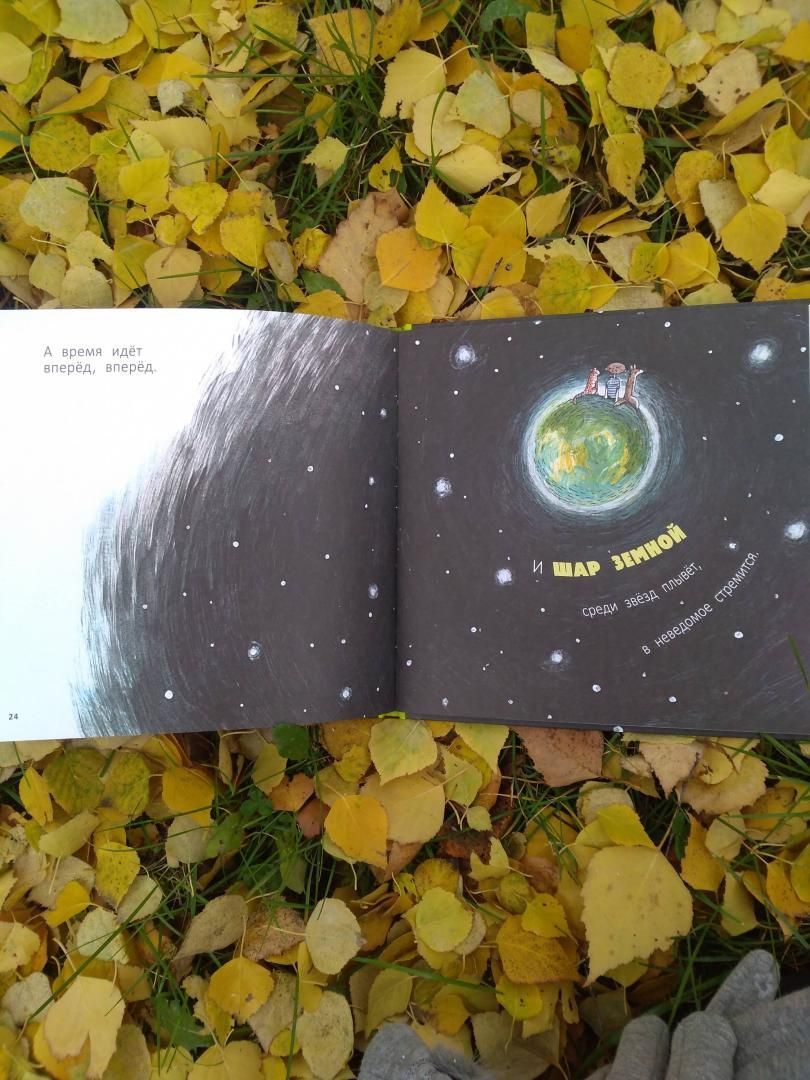 А время идёт
вперёд, вперёд.
24
И ШАР ЗЕМНОЙ
среди звёзд плывёт,
в неведомое стремится.